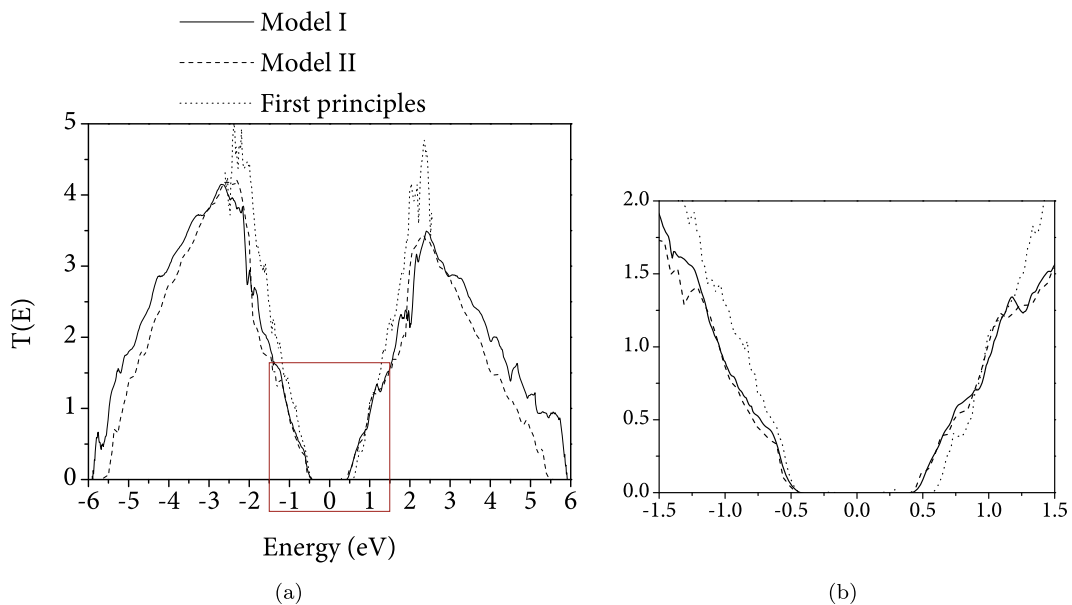 Model I
Model II
First principles
5
4
3
2
1
0
T(E)
-6 -5 -4 -3 -2 -1 0 1 2 3 4 5 6
Energy (eV)
(a)
2.0
1.5
1.0
0.5
0.0
-1.5 -1.0 -0.5 0.0 0.5 1.0 1.5
(b)